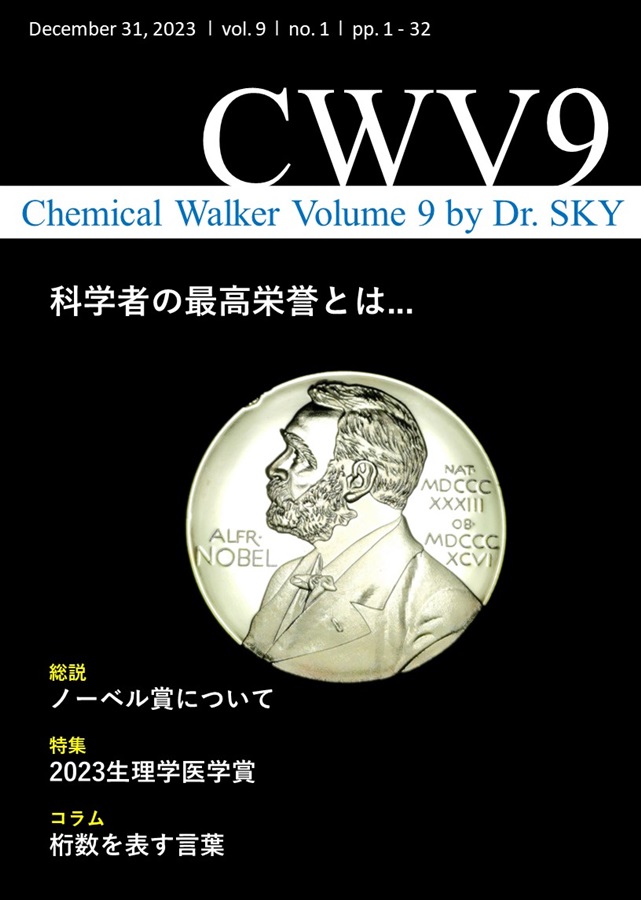 December 31, 2023 | vol. 9 | no. 1 | pp. 1 - 32
CWV9
Chemical Walker Volume 9 by Dr. SKY
科学者の最高栄誉とは...
ALFR·
NOBEL
NAT·
MDCCC
XXXIII
OB·
MDCCC
XCVI
総説
ノーベル賞について
特集
2023生理学医学賞
コラム
桁数を表す言葉